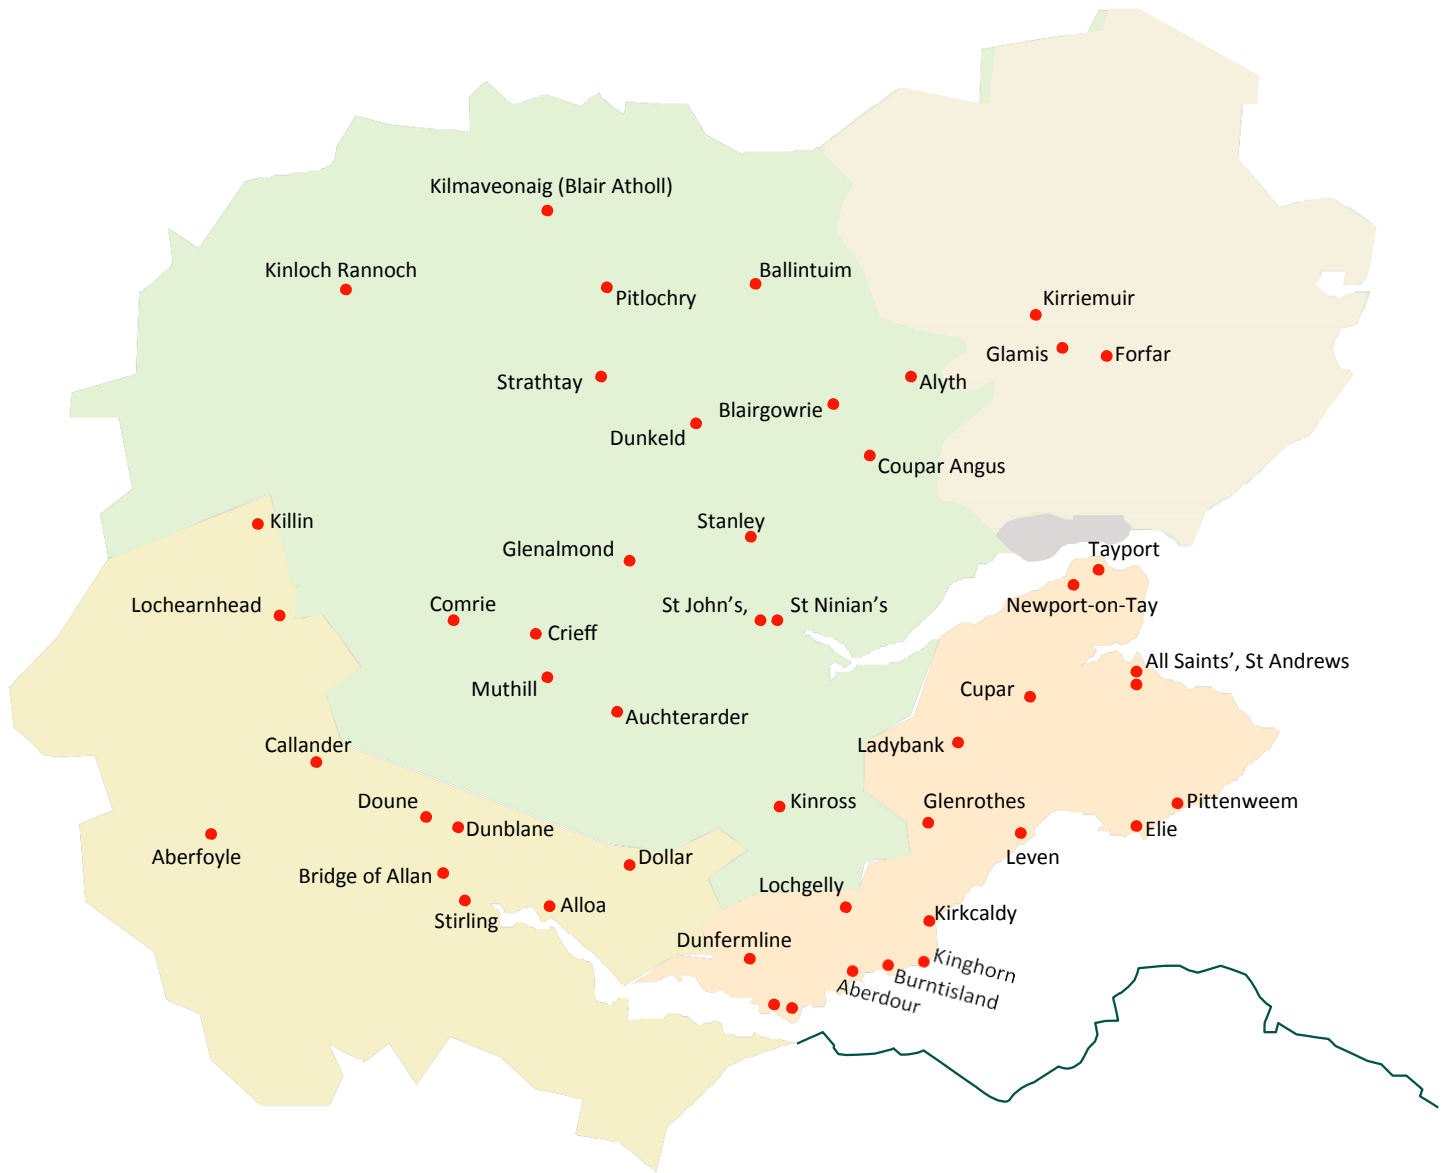 Kilmaveonaig (Blair Atholl)
Kinloch Rannoch
Ballintuim
Pitlochry
Kirriemuir
Glamis
Forfar
Strathtay
Alyth
Blairgowrie
Dunkeld
Coupar Angus
Killin
Stanley
Glenalmond
Tayport
Lochearnhead
Comrie
St John's,
St Ninian's
Newport-on-Tay
Crieff
All Saints', St Andrews
Muthill
Cupar
Auchterarder
Callander
Ladybank
Doune
Kinross
Glenrothes
Pittenweem
Dunblane
Elie
Aberfoyle
Dollar
Leven
Bridge of Allan
Lochgelly
Alloa
Stirling
Kirkcaldy
Dunfermline
Kinghorn
Burntisland
Aberdour